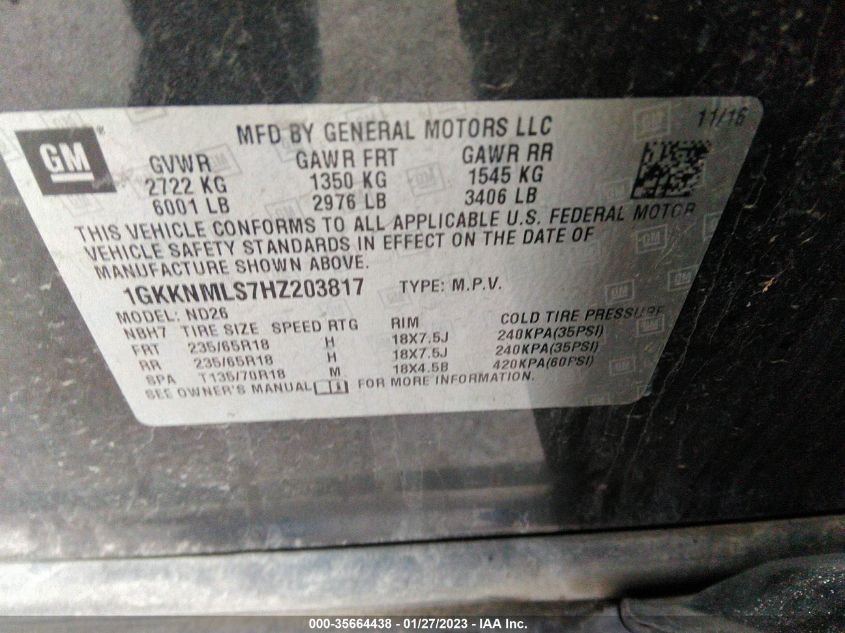 GM ® MFD BY GENERAL MOTORS LLC 11/16
GVWR GAWR FRT GAWR RR
2722 KG 1350 KG 1545 KG
6001 LB 2976 LB 3406 LB
THIS VEHICLE CONFORMS TO ALL APPLICABLE U.S. FEDERAL MOTOR
VEHICLE SAFETY STANDARDS IN EFFECT ON THE DATE OF
MANUFACTURE SHOWN ABOVE.
1GKKNMLS7HZ203817 TYPE: M.P.V.
MODEL: ND26
NBH7 TIRE SIZE SPEED RTG RIM COLD TIRE PRESSURE
FRT 235/65R18 H 18X7.5J 240KPA(35PSI)
RR 235/65R18 H 18X7.5J 240KPA(35PSI)
SPA T135/70R18 M 18X4.5B 420KPA(60PSI)
SEE OWNER'S MANUAL FOR MORE INFORMATION.
000-35664438 - 01/27/2023 - IAA Inc.